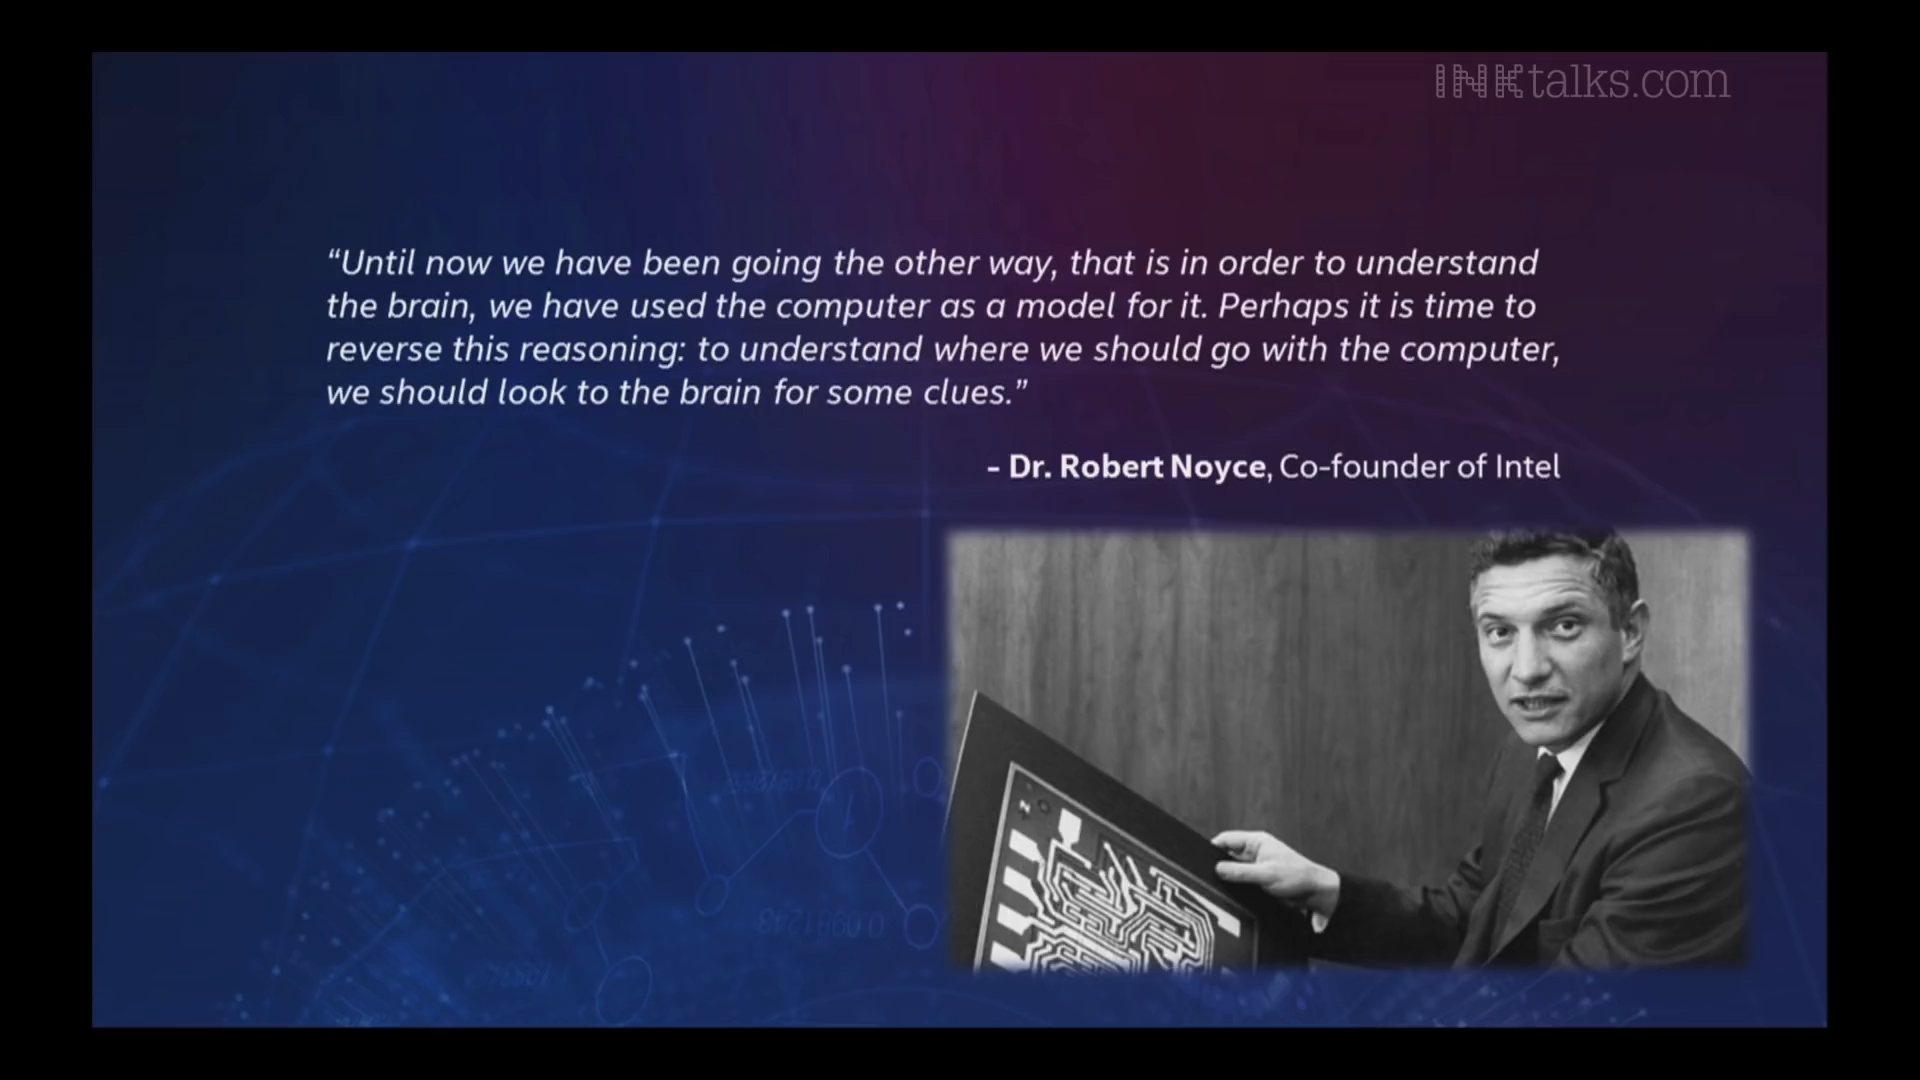 INKtalks.com
“Until now we have been going the other way, that is in order to understand
the brain, we have used the computer as a model for it. Perhaps it is time to
reverse this reasoning: to understand where we should go with the computer,
we should look to the brain for some clues.”
– Dr. Robert Noyce, Co-founder of Intel